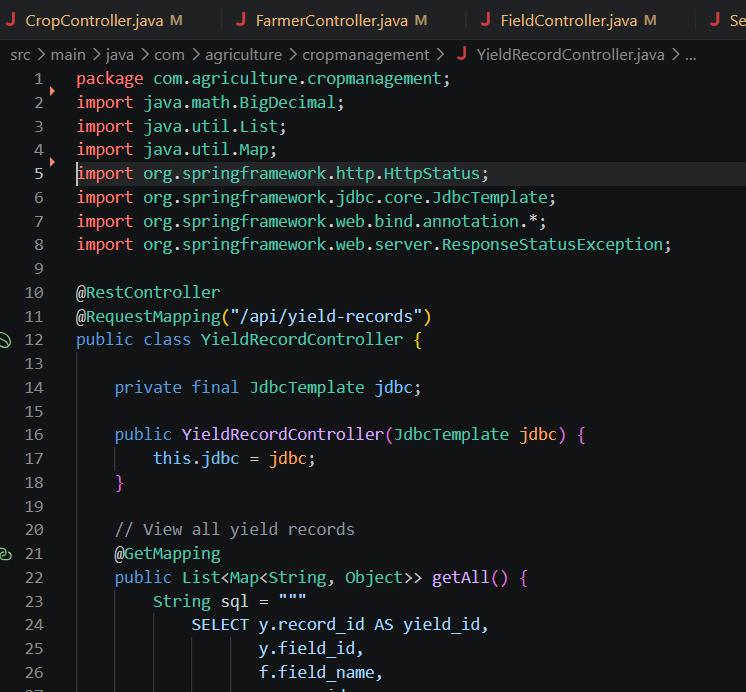 CropController.java M FarmerController.java M FieldController.java M Se
src > main > java > com > agriculture > cropmanagement > YieldRecordController.java > ...
1 package com.agriculture.cropmanagement;
2 import java.math.BigDecimal;
3 import java.util.List;
4 import java.util.Map;
5 import org.springframework.http.HttpStatus;
6 import org.springframework.jdbc.core.JdbcTemplate;
7 import org.springframework.web.bind.annotation.*;
8 import org.springframework.web.server.ResponseStatusException;
9
10 @RestController
11 @RequestMapping("/api/yield-records")
12 public class YieldRecordController {
13
14 private final JdbcTemplate jdbc;
15
16 public YieldRecordController(JdbcTemplate jdbc) {
17 this.jdbc = jdbc;
18 }
19
20 // View all yield records
21 @GetMapping
22 public List<Map<String, Object>> getAll() {
23 String sql = """
24 SELECT y.record_id AS yield_id,
25 y.field_id,
26 f.field_name,